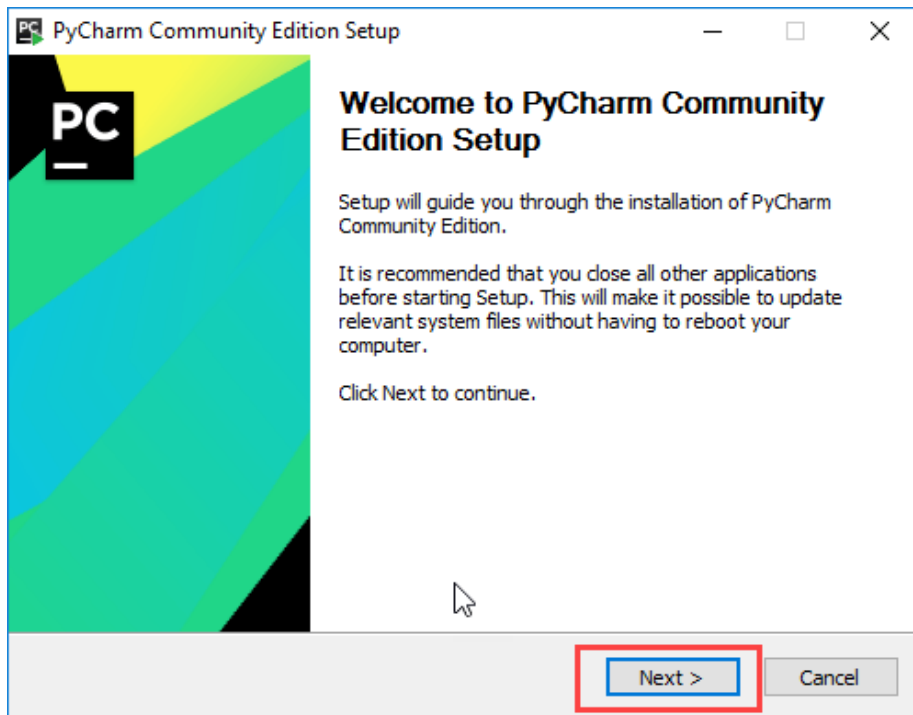 PyCharm Community Edition Setup
PC
Welcome to PyCharm Community
Edition Setup
Setup will guide you through the installation of PyCharm
Community Edition.
It is recommended that you close all other applications
before starting Setup. This will make it possible to update
relevant system files without having to reboot your
computer.
Click Next to continue.
Next >
Cancel